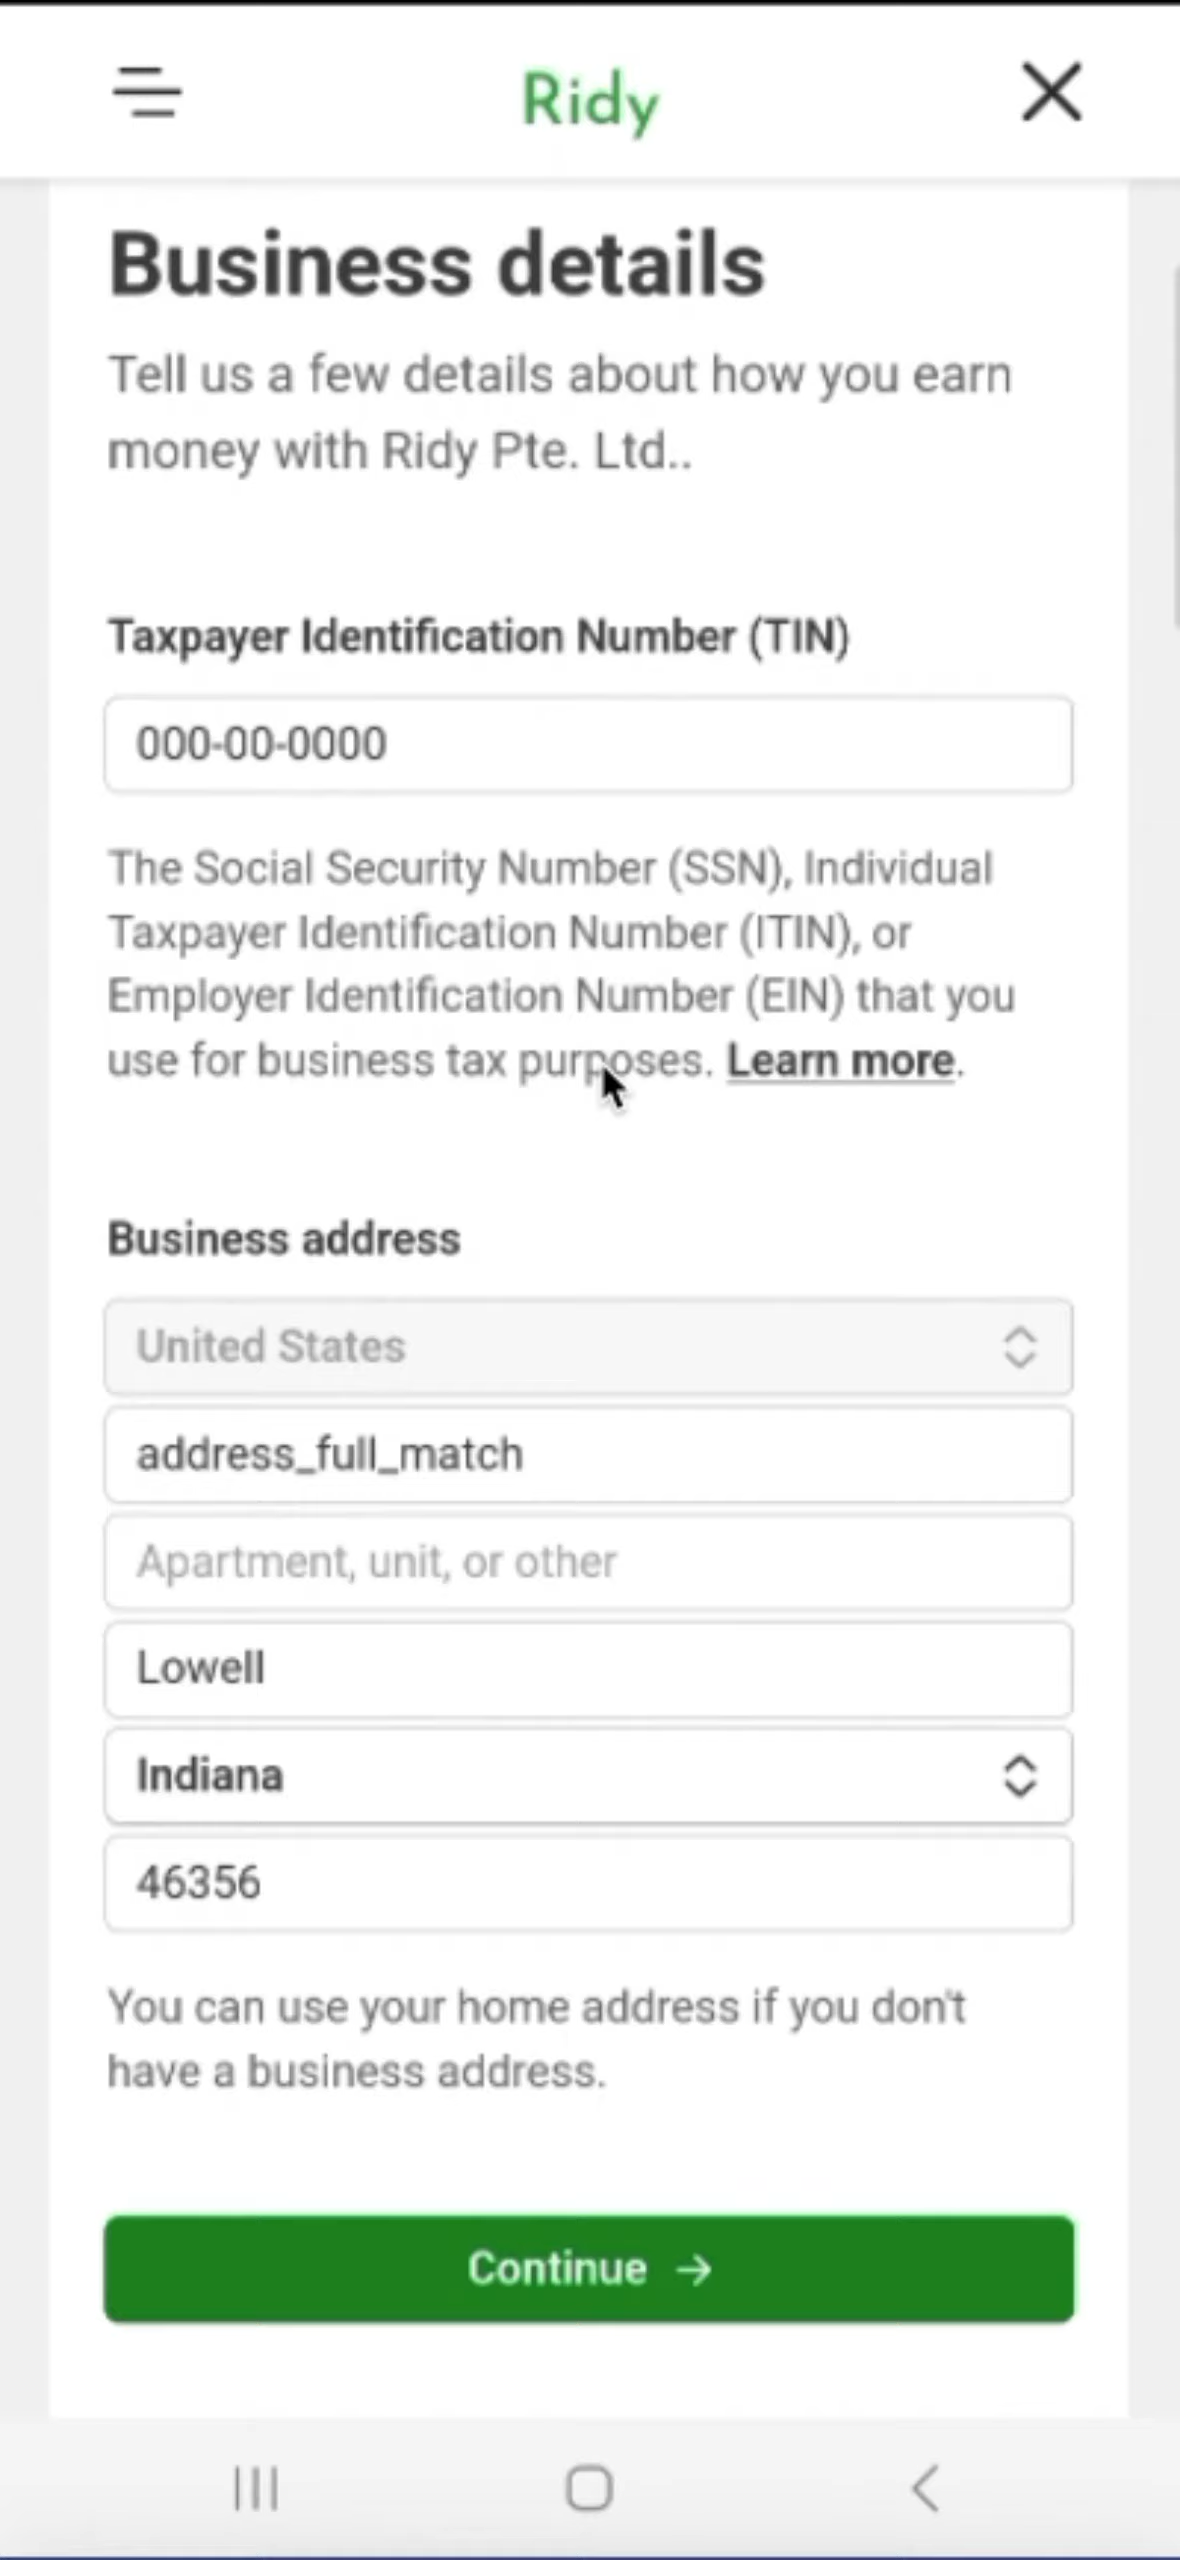 Ridy
Business details
Tell us a few details about how you earn
money with Ridy Pte. Ltd..
Taxpayer Identification Number (TIN)
000-00-0000
The Social Security Number (SSN), Individual
Taxpayer Identification Number (ITIN), or
Employer Identification Number (EIN) that you
use for business tax purposes. Learn more.
Business address
United States
address_full_match
Apartment, unit, or other
Lowell
Indiana
46356
You can use your home address if you don't
have a business address.
Continue →